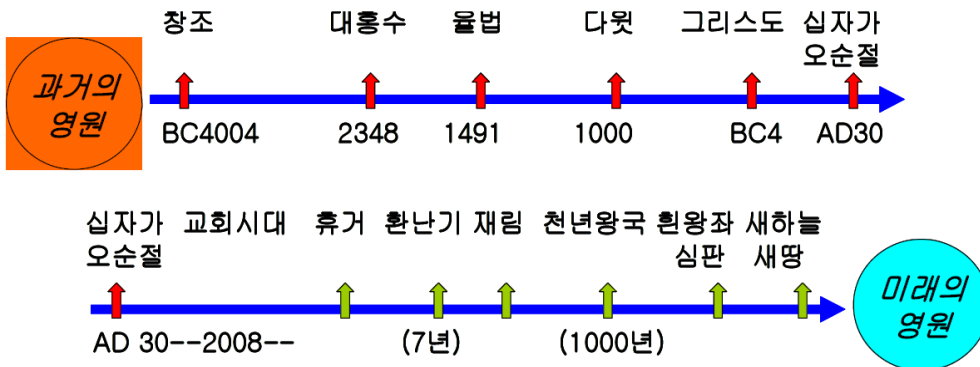 창조 대홍수 율법 다윗 그리스도 십자가
오순절
과거의
영원
BC4004 2348 1491 1000 BC4 AD30
십자가 교회시대 휴거 환난기 재림 천년왕국 흰왕좌 새하늘
오순절 심판 새땅
미래의
영원
AD 30--2008-- (7년) (1000년)